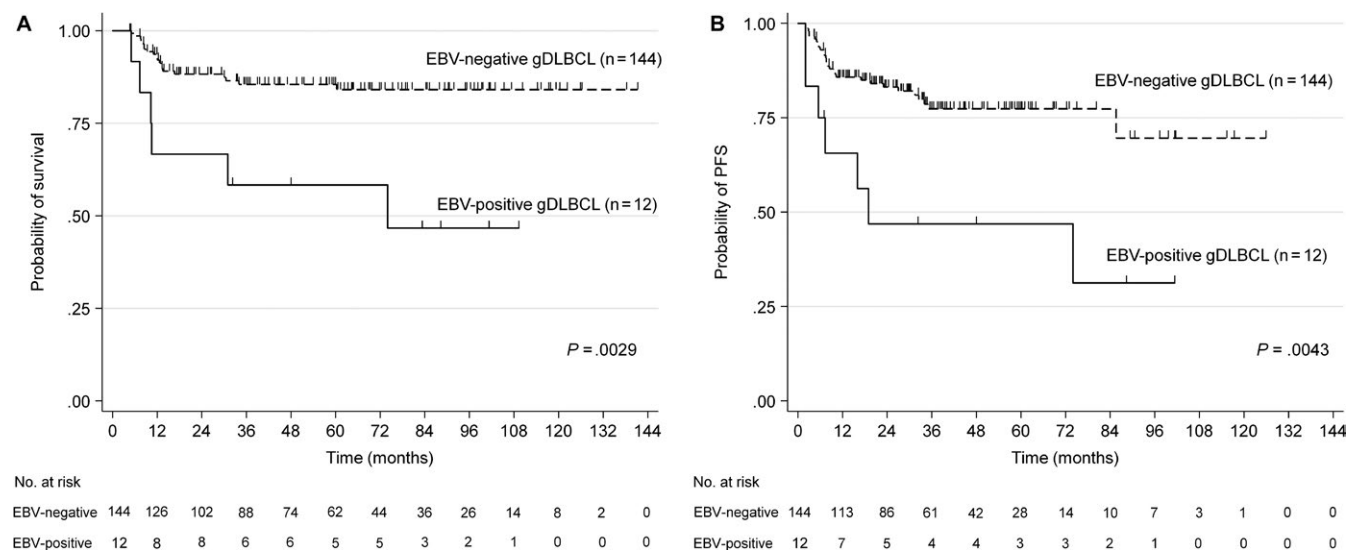 A
1.00
.75
.50
.25
.00
Probability of survival
EBV-negative gDLBCL (n = 144)
EBV-positive gDLBCL (n = 12)
P = .0029
0 12 24 36 48 60 72 84 96 108 120 132 144
Time (months)
No. at risk
EBV-negative 144 126 102 88 74 62 44 36 26 14 8 2 0
EBV-positive 12 8 8 6 6 5 5 3 2 1 0 0 0
B
1.00
.75
.50
.25
.00
Probability of PFS
EBV-negative gDLBCL (n = 144)
EBV-positive gDLBCL (n = 12)
P = .0043
0 12 24 36 48 60 72 84 96 108 120 132 144
Time (months)
No. at risk
EBV-negative 144 113 86 61 42 28 14 10 7 3 1 0 0
EBV-positive 12 7 5 4 4 3 3 2 1 0 0 0 0